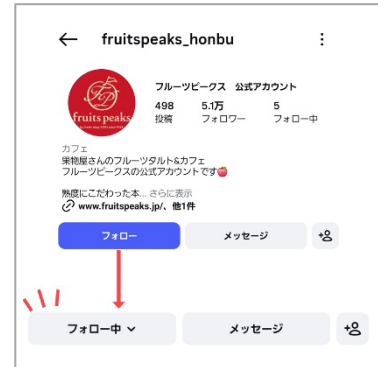 fruitspeaks_honbu
フルーツピークス 公式アカウント
498 5.1万 5
投稿 フォロワー フォロー中
fruits peaks
カフェ
果物屋さんのフルーツタルト&カフェ
フルーツピークスの公式アカウントです🍎
熟度にこだわった本... さらに表示
www.fruitspeaks.jp/、他1件
フォロー メッセージ
フォロー中 メッセージ